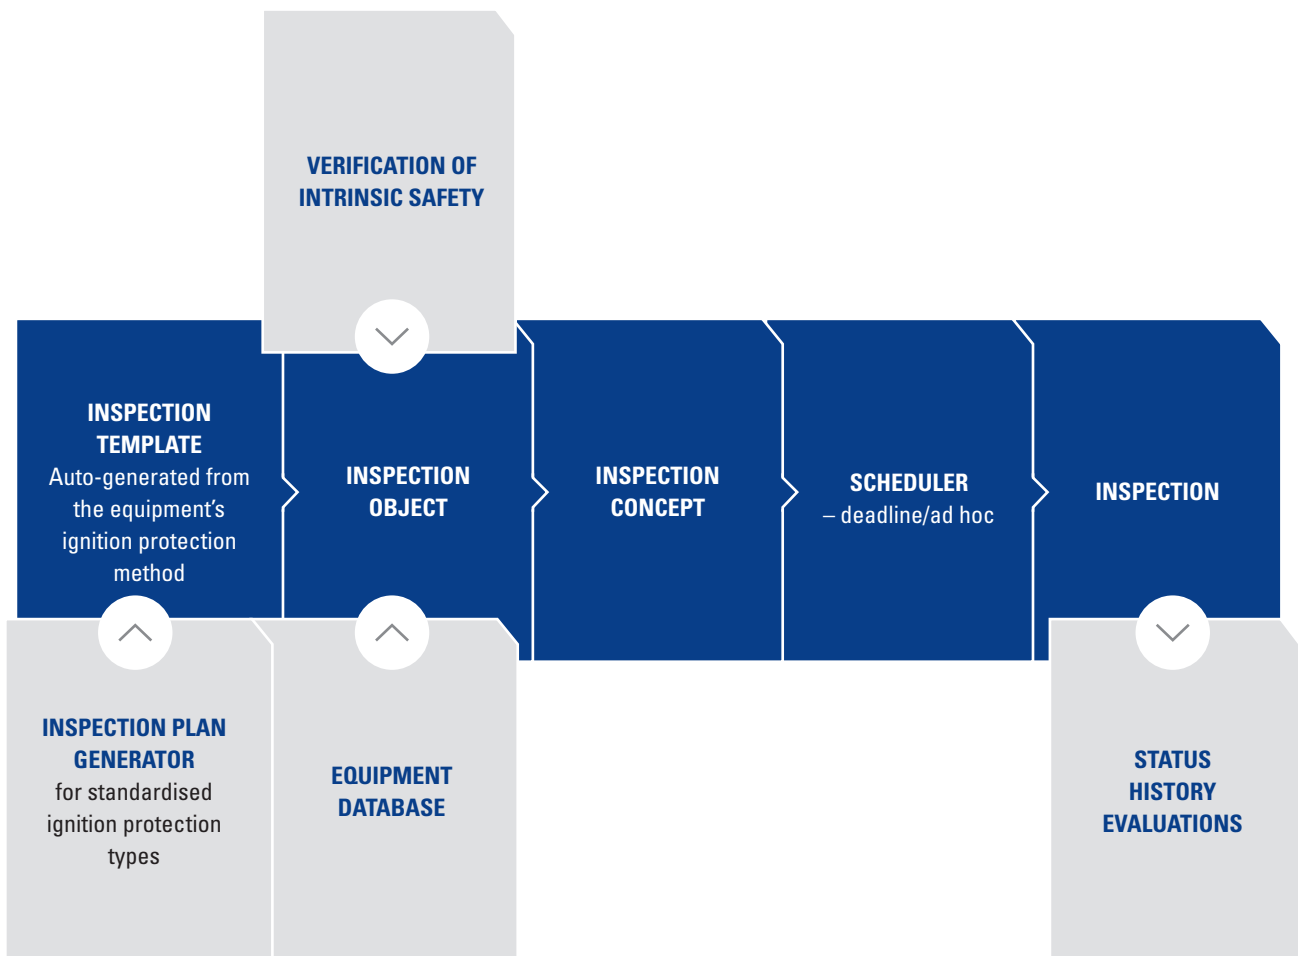 VERIFICATION OF
INTRINSIC SAFETY
INSPECTION
TEMPLATE
Auto-generated from
the equipment’s
ignition protection
method
INSPECTION
OBJECT
INSPECTION
CONCEPT
SCHEDULER
– deadline/ad hoc
INSPECTION
INSPECTION PLAN
GENERATOR
for standardised
ignition protection
types
EQUIPMENT
DATABASE
STATUS
HISTORY
EVALUATIONS